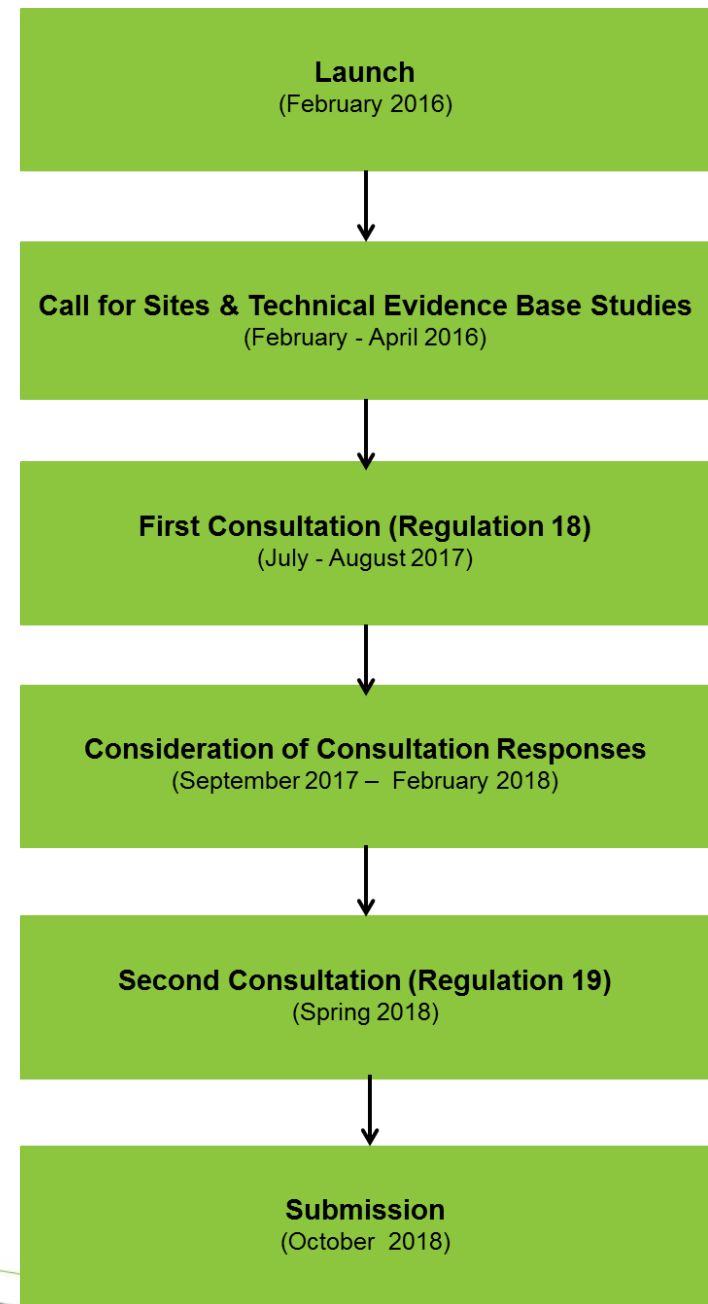 Launch
(February 2016)
Call for Sites & Technical Evidence Base Studies
(February - April 2016)
First Consultation (Regulation 18)
(July - August 2017)
Consideration of Consultation Responses
(September 2017 – February 2018)
Second Consultation (Regulation 19)
(Spring 2018)
Submission
(October 2018)